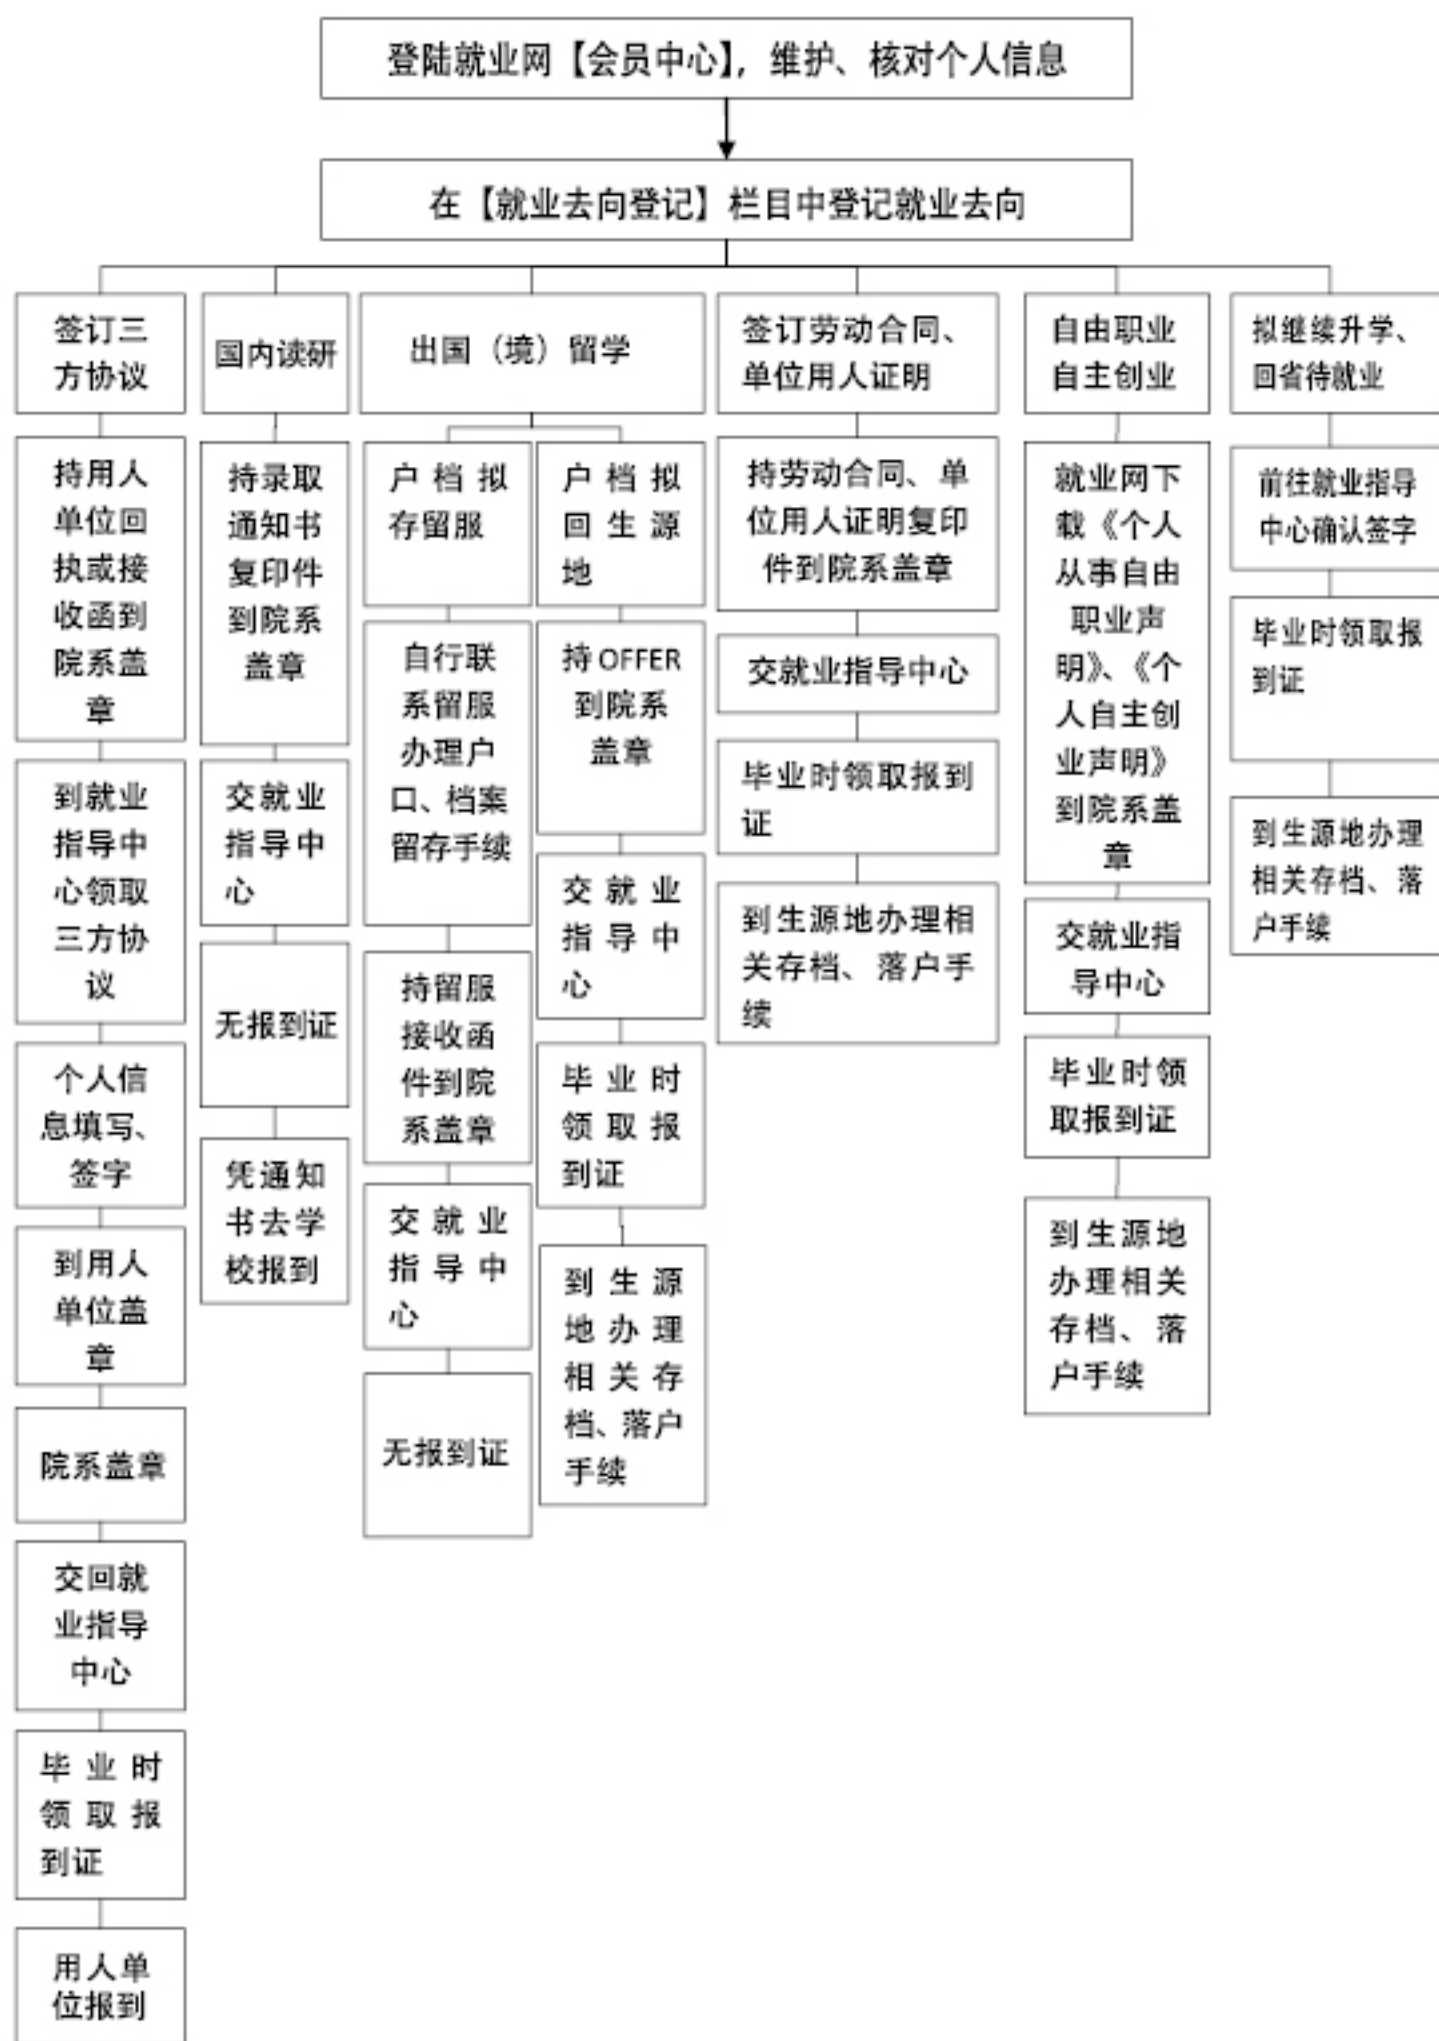 登陆就业网【会员中心】，维护、核对个人信息
在【就业去向登记】栏目中登记就业去向
签订三
方协议
持用人
单位回
执或接
收函到
院系盖
章
到就业
指导中
心领取
三方协
议
个人信
息填写、
签字
到用人
单位盖
章
院系盖章
交回就
业指导
中心
毕业时
领取报
到证
用人单
位报到
国内读研
持录取
通知书
复印件
到院系
盖章
交就业
指导中
心
无报到证
凭通知
书去学
校报到
出国（境）留学
户档拟
存留服
自行联
系留服
办理户
口、档案
留存手续
持留服
接收函
件到院
系盖章
交就业
指导中
心
无报到证
户档拟
回生源
地
持OFFER
到院系
盖章
交就业
指导中
心
毕业时
领取报
到证
到生源
地办理
相关存
档、落户
手续
签订劳动合同、
单位用人证明
持劳动合同、单
位用人证明复印
件到院系盖章
交就业指导中心
毕业时领取报到
证
到生源地办理相
关存档、落户手
续
自由职业
自主创业
就业网下
载《个人
从事自由
职业声
明》、《个
人自主创
业声明》
到院系盖
章
交就业指
导中心
毕业时领
取报到证
到生源地
办理相关
存档、落
户手续
拟继续升学、
回省待就业
前往就业指导
中心确认签字
毕业时领取报
到证
到生源地办理
相关存档、落
户手续